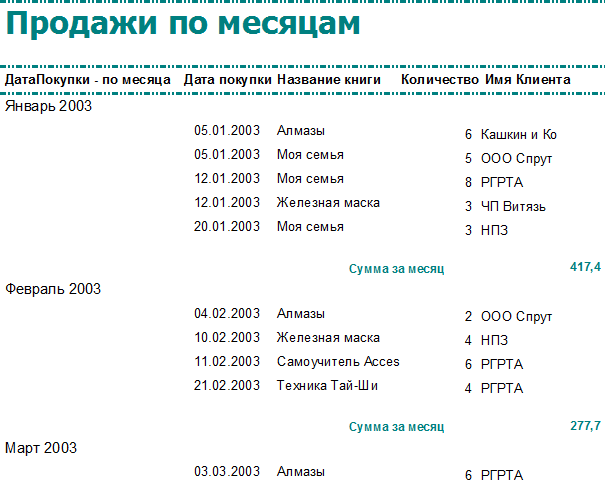 Продажи по месяцам
ДатаПокупки - по месяца Дата покупки Название книги Количество Имя Клиента
Январь 2003
05.01.2003 Алмазы 6 Кашкин и Ко
05.01.2003 Моя семья 5 ООО Спрут
12.01.2003 Моя семья 8 РГРТА
12.01.2003 Железная маска 3 ЧП Витязь
20.01.2003 Моя семья 3 НПЗ
Сумма за месяц 417,4
Февраль 2003
04.02.2003 Алмазы 2 ООО Спрут
10.02.2003 Железная маска 4 НПЗ
11.02.2003 Самоучитель Acces 6 РГРТА
21.02.2003 Техника Тай-Ши 4 РГРТА
Сумма за месяц 277,7
Март 2003
03.03.2003 Алмазы 6 РГРТА